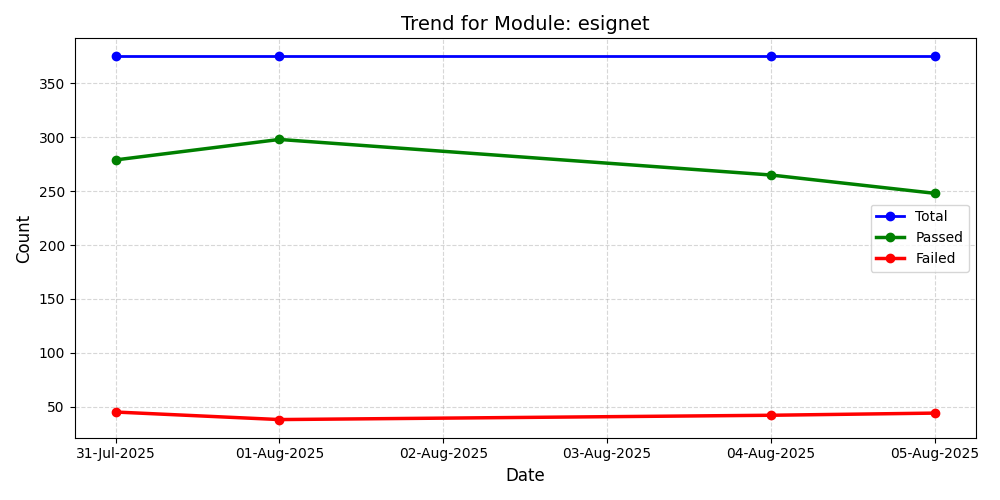 Trend for Module: esignet
350
300
250
200
150
100
50
Count
Total
Passed
Failed
31-Jul-2025 01-Aug-2025 02-Aug-2025 03-Aug-2025 04-Aug-2025 05-Aug-2025
Date